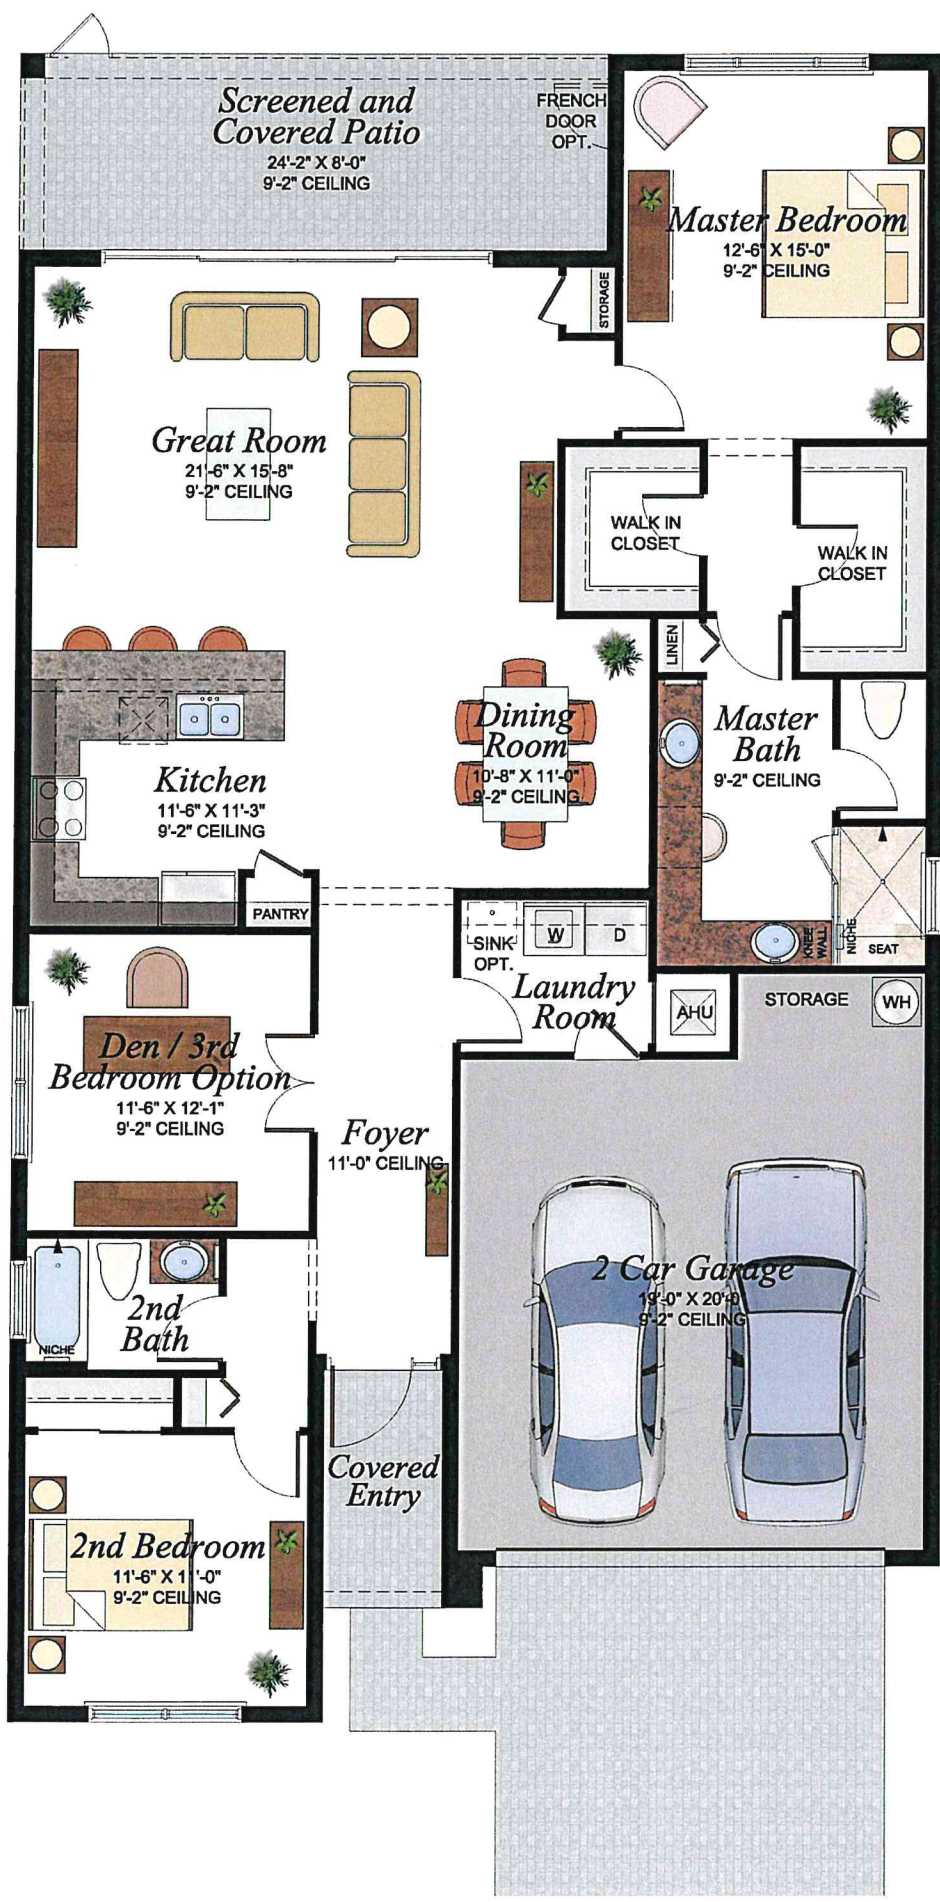 Screened and
Covered Patio
24'-2" X 8'-0"
9'-2" CEILING
FRENCH
DOOR
OPT.
Master Bedroom
12'-6" X 15'-0"
9'-2" CEILING
STORAGE
Great Room
21'-6" X 15'-8"
9'-2" CEILING
WALK IN
CLOSET
WALK IN
CLOSET
LINEN
Dining
Room
10'-8" X 11'-0"
9'-2" CEILING
Master
Bath
9'-2" CEILING
Kitchen
11'-6" X 11'-3"
9'-2" CEILING
PANTRY
SINK
OPT.
W
D
KNEE
WALL
NICHE
SEAT
Laundry
Room
AHU
STORAGE
WH
Den / 3rd
Bedroom Option
11'-6" X 12'-1"
9'-2" CEILING
Foyer
11'-0" CEILING
2 Car Garage
19'-0" X 20'-0"
9'-2" CEILING
2nd
Bath
NICHE
Covered
Entry
2nd Bedroom
11'-6" X 11'-0"
9'-2" CEILING